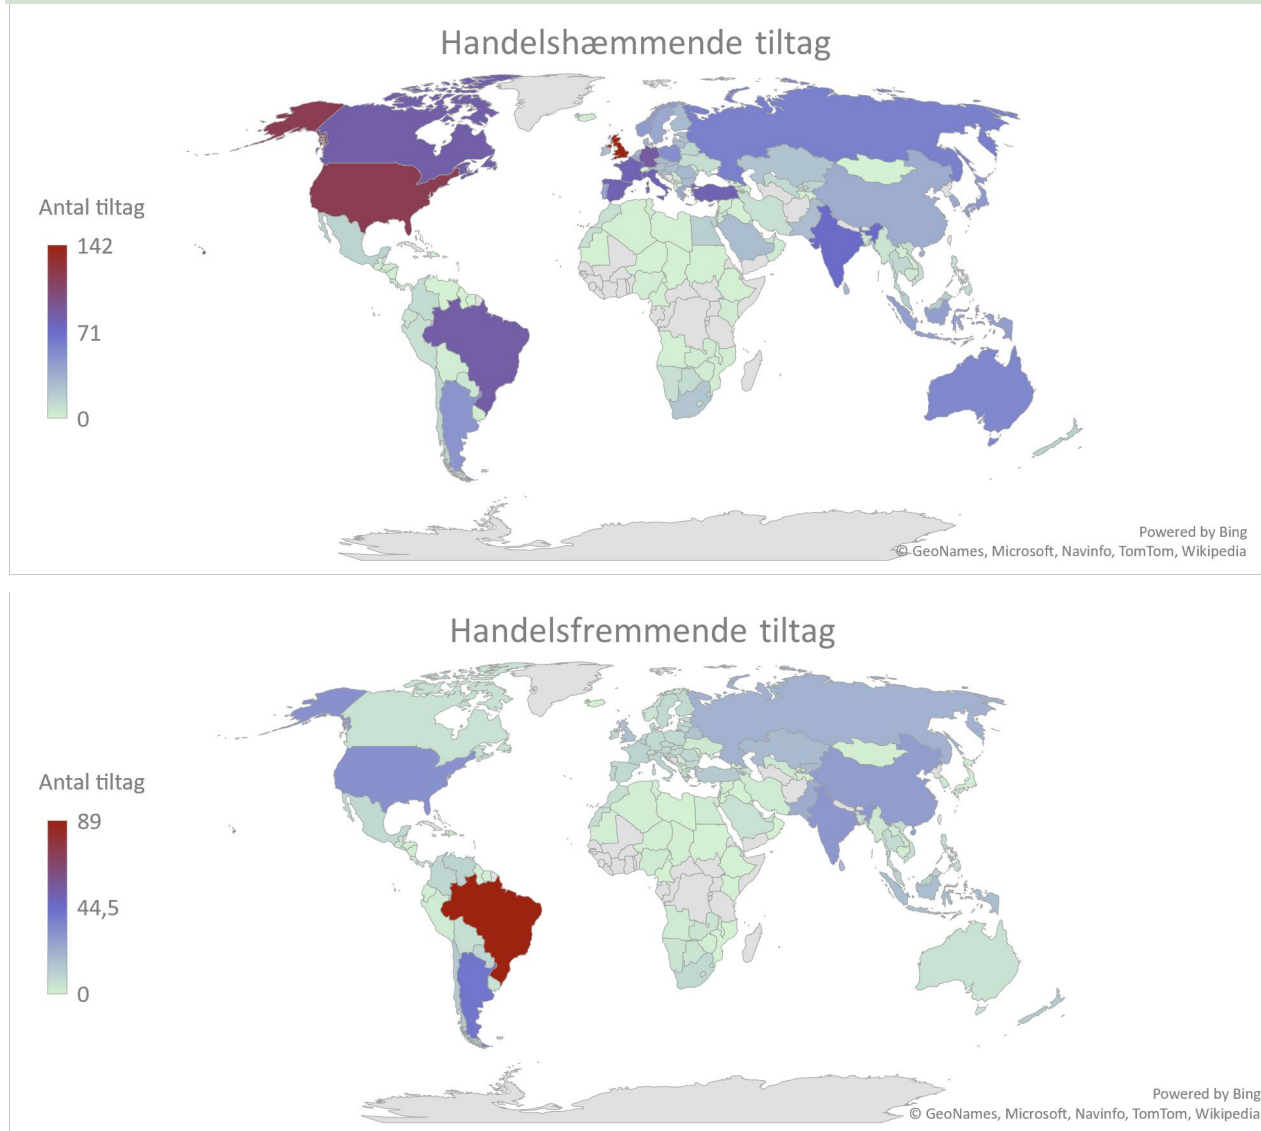 Handelshæmmende tiltag
Antal tiltag
142
71
0
Powered by Bing
© GeoNames, Microsoft, Navinfo, TomTom, Wikipedia
Handelsfremmende tiltag
Antal tiltag
89
44,5
0
Powered by Bing
© GeoNames, Microsoft, Navinfo, TomTom, Wikipedia